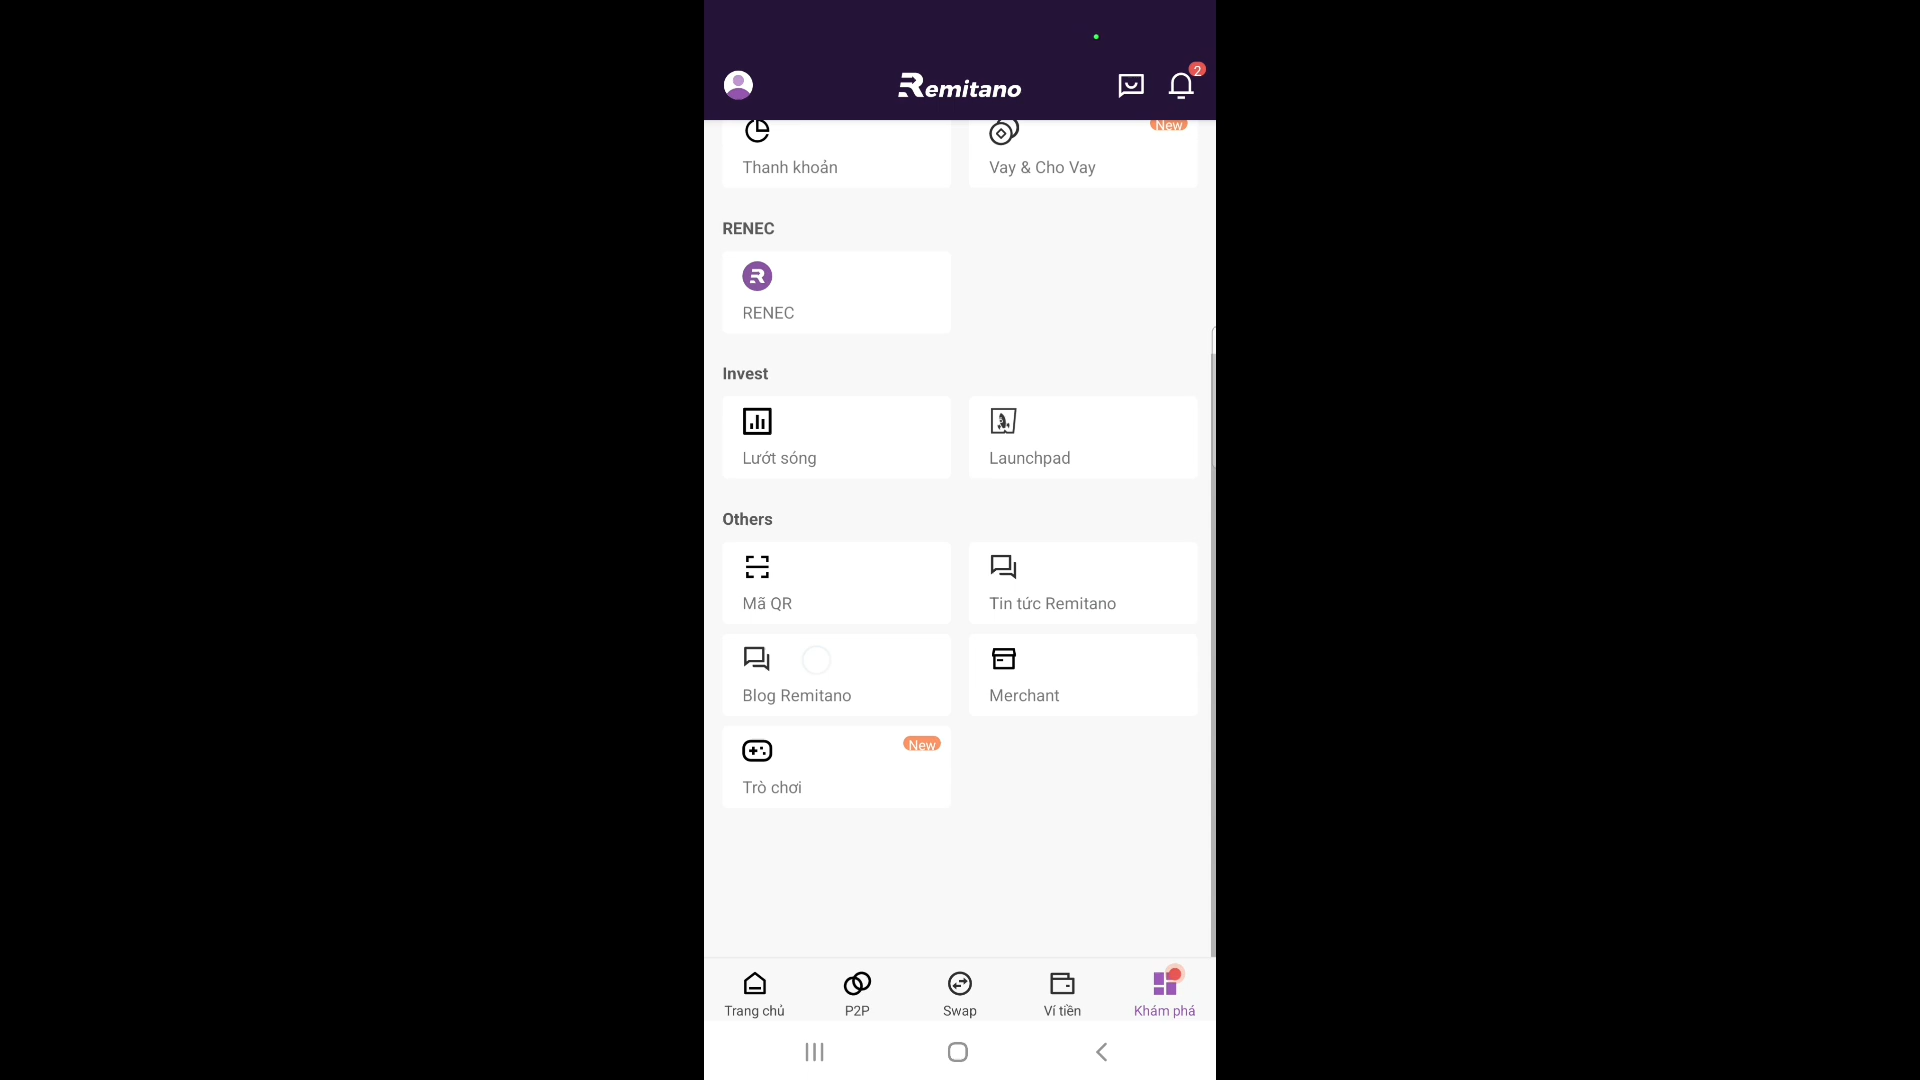 Remitano
2
New
Thanh khoản
Vay & Cho Vay
RENEC
RENEC
Invest
Lướt sóng
Launchpad
Others
Mã QR
Tin tức Remitano
Blog Remitano
Merchant
New
Trò chơi
Trang chủ
P2P
Swap
Ví tiền
Khám phá